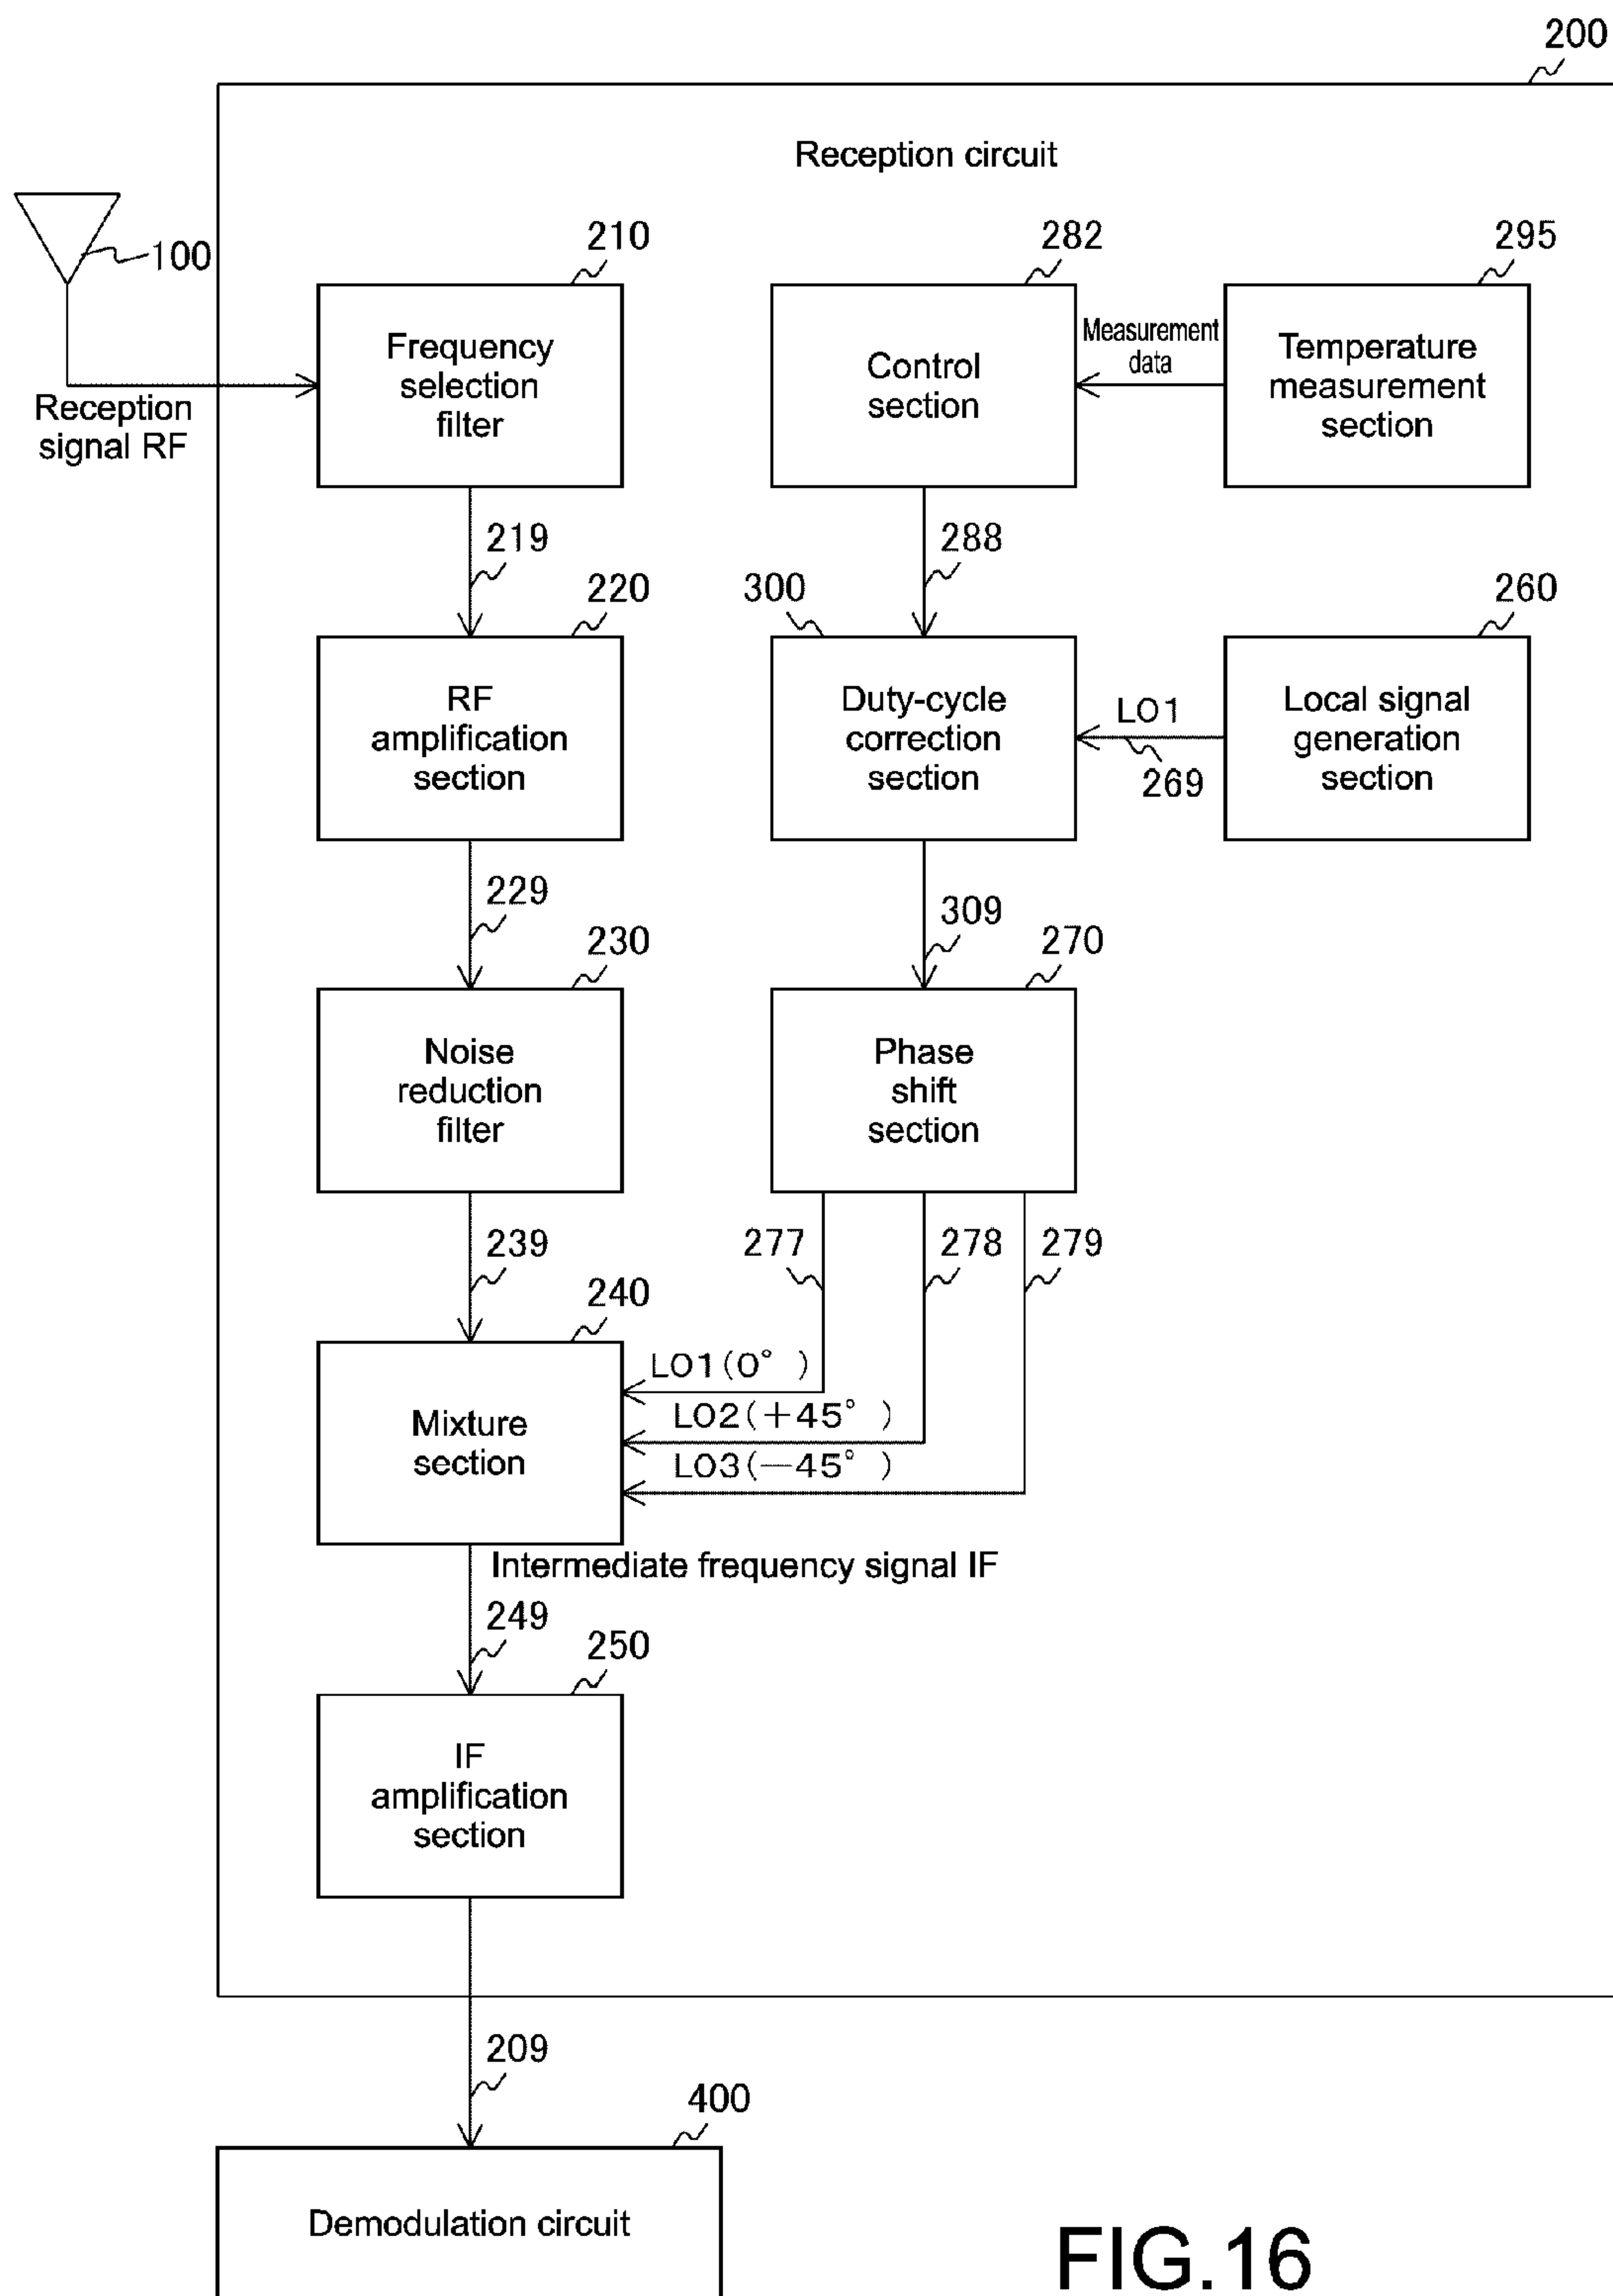 200
Reception circuit
100
210
282
295
Frequency
selection
filter
Control
section
Measurement
data
Temperature
measurement
section
Reception
signal RF
219
288
220
300
260
RF
amplification
section
Duty-cycle
correction
section
LO1
269
Local signal
generation
section
229
309
230
270
Noise
reduction
filter
Phase
shift
section
239
277
278
279
240
LO1(0°)
LO2(+45°)
LO3(−45°)
Mixture
section
Intermediate frequency signal IF
249
250
IF
amplification
section
209
400
Demodulation circuit
FIG.16